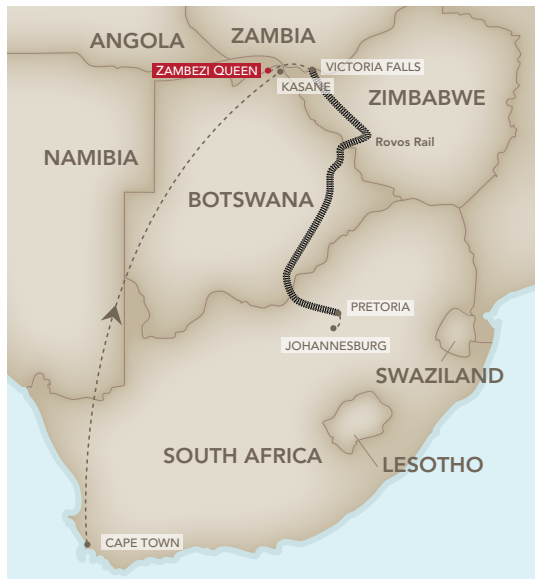 ANGOLA
ZAMBIA
ZAMBEZI QUEEN
VICTORIA FALLS
KASANE
ZIMBABWE
Rovos Rail
NAMIBIA
BOTSWANA
PRETORIA
JOHANNESBURG
SWAZILAND
SOUTH AFRICA
LESOTHO
CAPE TOWN